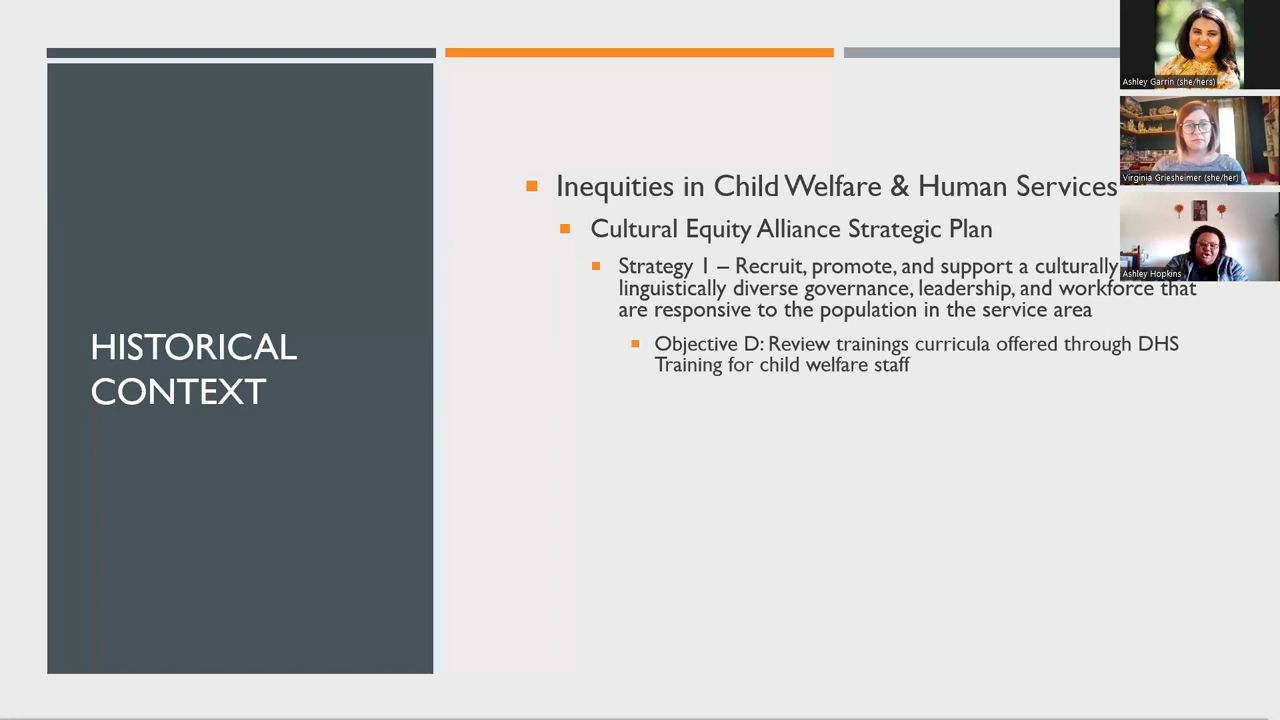 HISTORICAL
CONTEXT
Inequities in Child Welfare & Human Services
Cultural Equity Alliance Strategic Plan
Strategy 1 – Recruit, promote, and support a culturally
linguistically diverse governance, leadership, and workforce that
are responsive to the population in the service area
Objective D: Review trainings curricula offered through DHS
Training for child welfare staff
Ashley Garrin (she/hers)
Virginia Griesheimer (she/her)
Ashley Hopkins